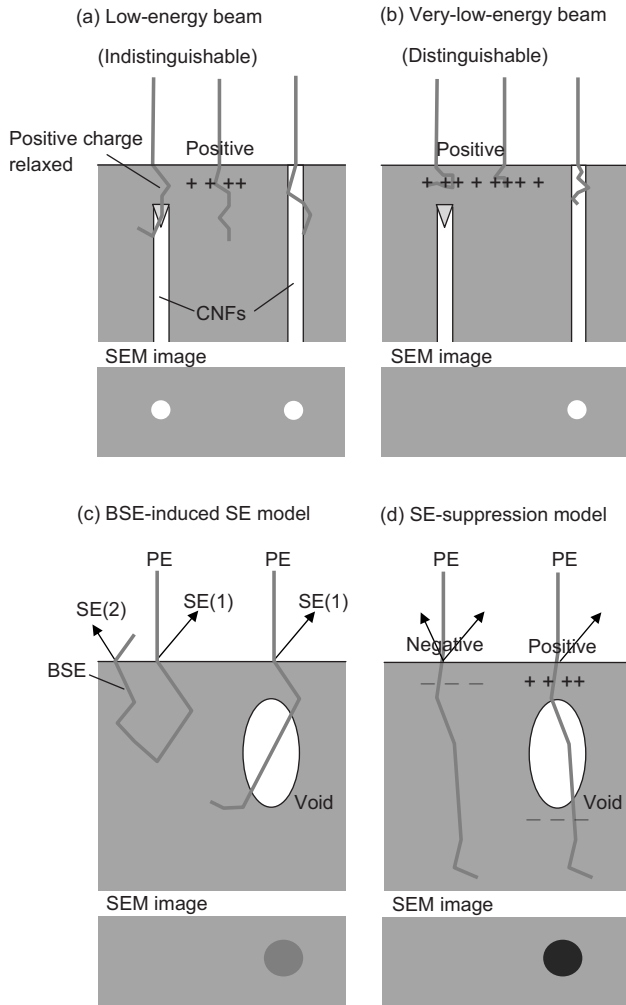 (a) Low-energy beam
(Indistinguishable)
Positive charge
relaxed
Positive
+ + ++
CNFs
SEM image
(b) Very-low-energy beam
(Distinguishable)
Positive
+ + ++ + ++++ +
SEM image
(c) BSE-induced SE model
PE
PE
SE(2)
SE(1)
SE(1)
BSE
Void
SEM image
(d) SE-suppression model
PE
PE
Negative
Positive
– – –
+ + ++
Void
– – –
SEM image